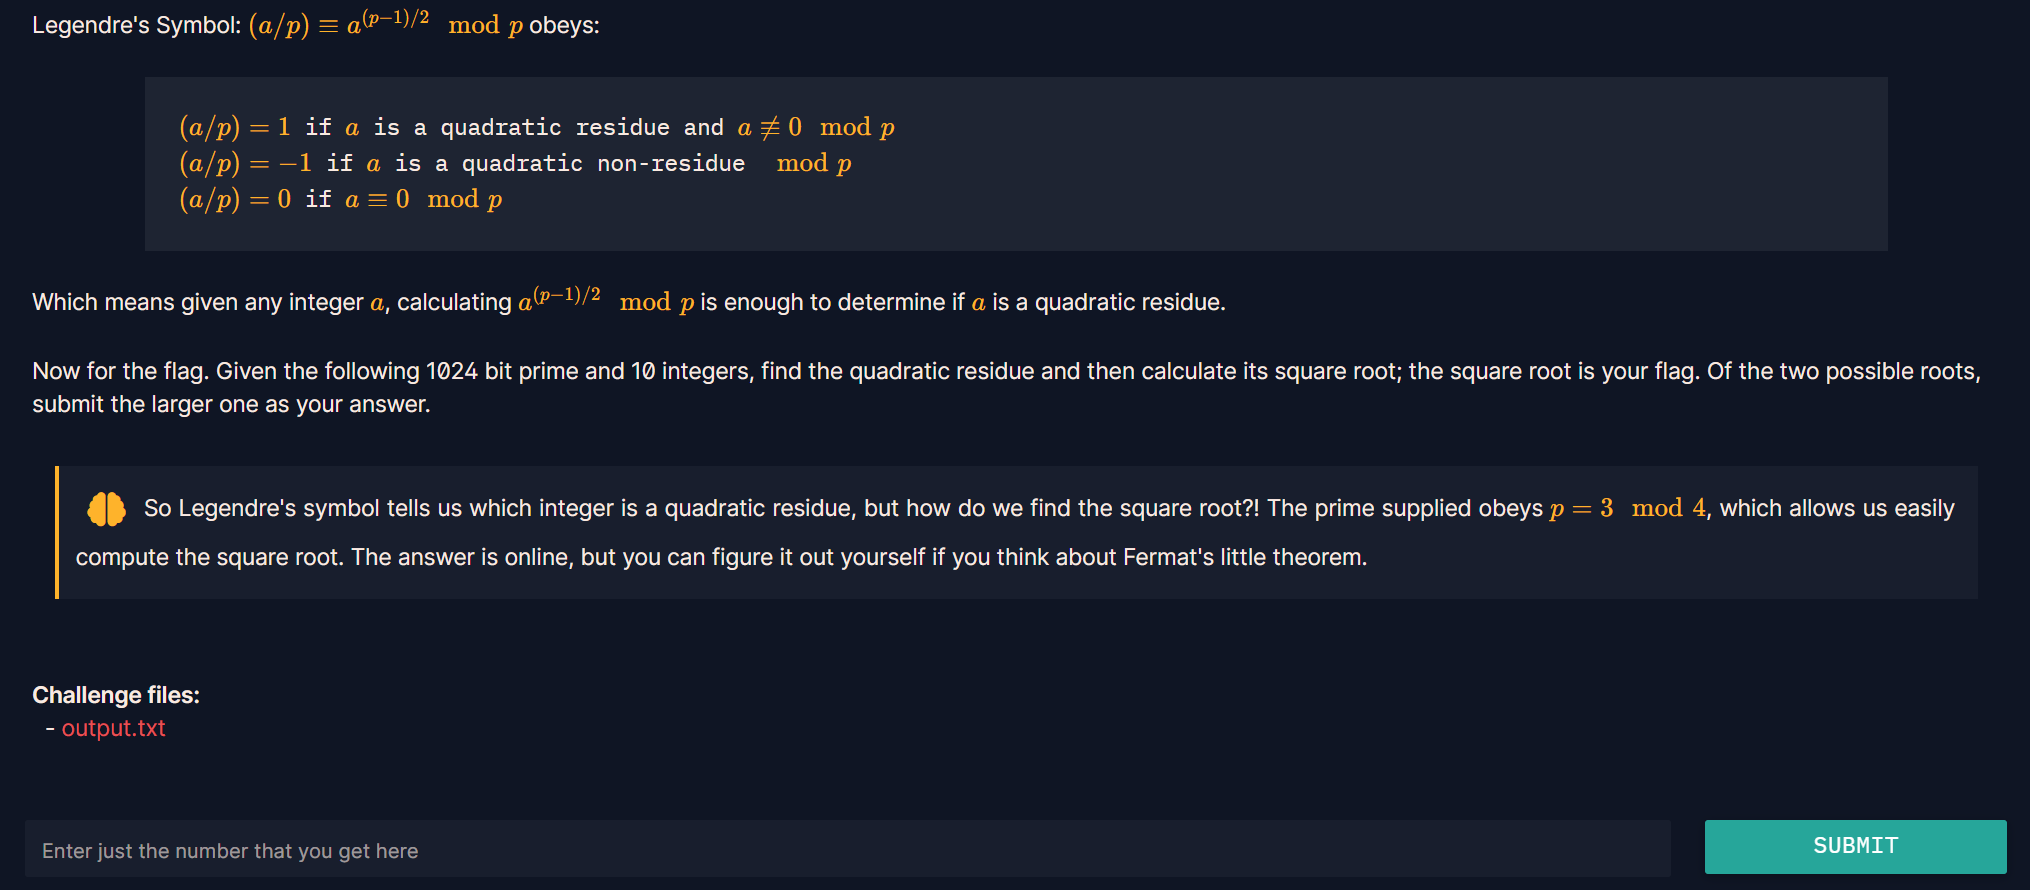 Legendre's Symbol: (a/p) ≡ a^(p−1)/2 mod p obeys:
(a/p) = 1 if a is a quadratic residue and a ≢ 0 mod p
(a/p) = −1 if a is a quadratic non-residue mod p
(a/p) = 0 if a ≡ 0 mod p
Which means given any integer a, calculating a^(p−1)/2 mod p is enough to determine if a is a quadratic residue.
Now for the flag. Given the following 1024 bit prime and 10 integers, find the quadratic residue and then calculate its square root; the square root is your flag. Of the two possible roots,
submit the larger one as your answer.
So Legendre's symbol tells us which integer is a quadratic residue, but how do we find the square root?! The prime supplied obeys p = 3 mod 4, which allows us easily
compute the square root. The answer is online, but you can figure it out yourself if you think about Fermat's little theorem.
Challenge files:
- output.txt
Enter just the number that you get here
SUBMIT